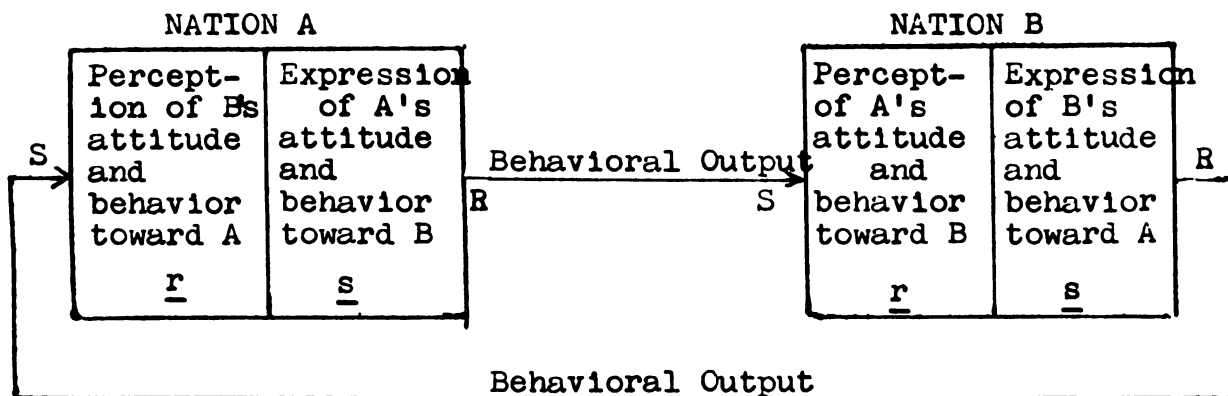 NATION A
NATION B
Percept-
ion of B's
attitude
and
behavior
toward A
r
Expression
of A's
attitude
and
behavior
toward B
s
S
R
Behavioral Output
S
Percept-
of A's
attitude
and
behavior
toward B
r
Expression
of B's
attitude
and
behavior
toward A
s
R
Behavioral Output